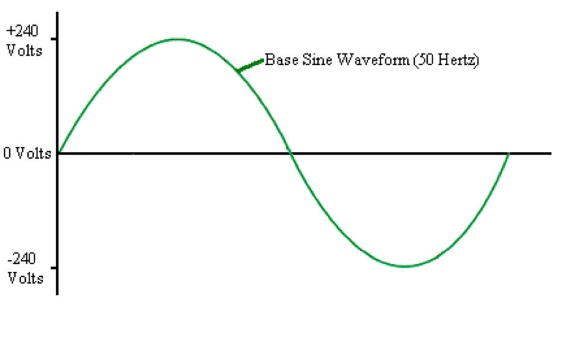 +240
Volts
Base Sine Waveform (50 Hertz)
0 Volts
-240
Volts